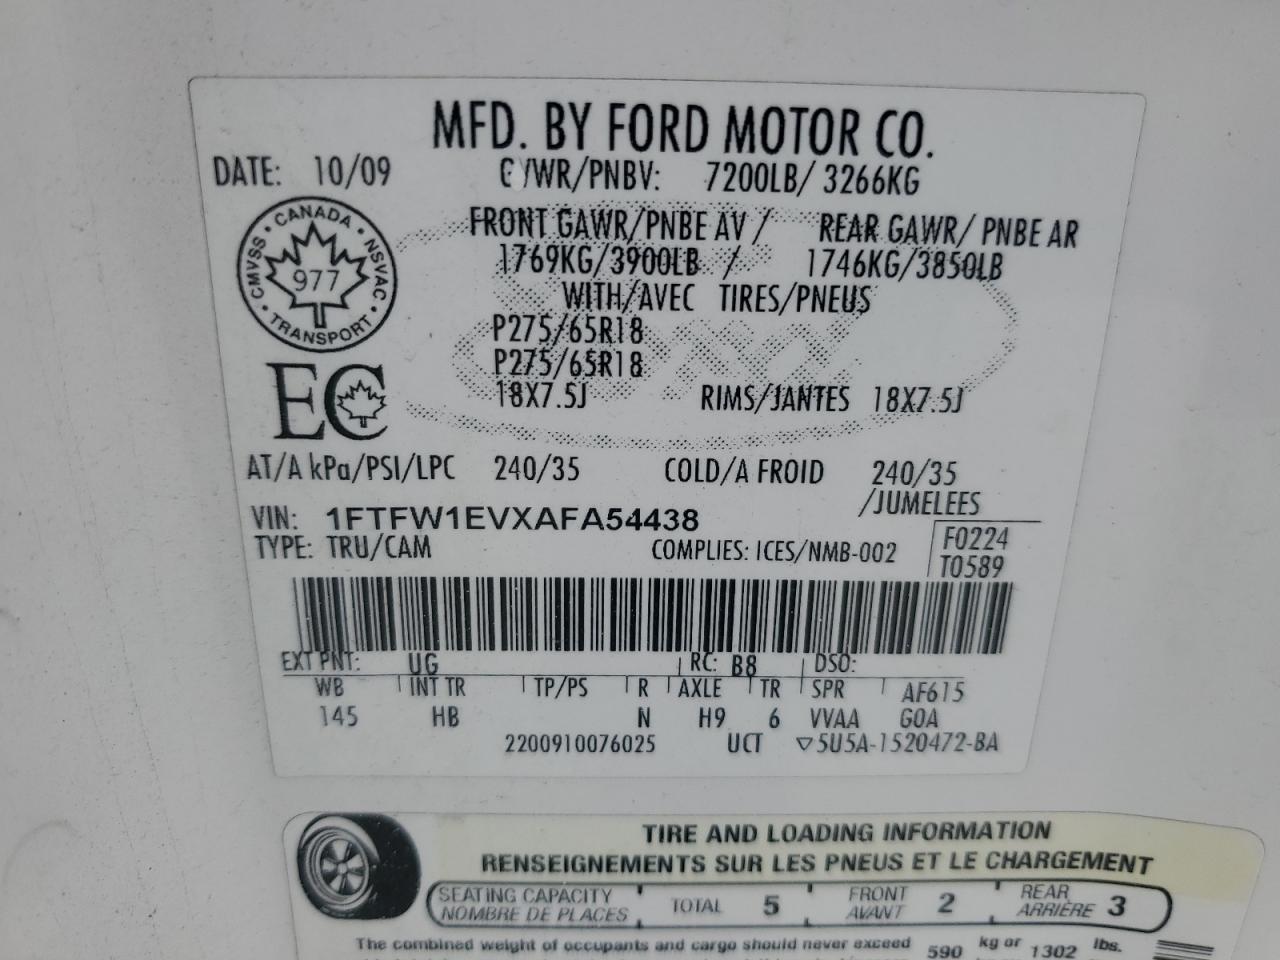 MFD. BY FORD MOTOR CO.
DATE: 10/09 GVWR/PNBV: 7200LB/ 3266KG
FRONT GAWR/PNBE AV / REAR GAWR/ PNBE AR
1769KG/3900LB / 1746KG/3850LB
WITH/AVEC TIRES/PNEUS
P275/65R18
P275/65R18
18X7.5J RIMS/JANTES 18X7.5J
CANADA
CMVSS NSVAC
977
TRANSPORT
EC
AT/A kPa/PSI/LPC 240/35 COLD/A FROID 240/35
/JUMELEES
VIN: 1FTFW1EVXAFA54438
TYPE: TRU/CAM COMPLIES: ICES/NMB-002
F0224
T0589
EXT PNT: UG RC: B8 DSO:
WB INT TR TP/PS R AXLE TR SPR AF615
145 HB N H9 6 VVAA GOA
2200910076025 UCT ▽5U5A-1520472-BA
TIRE AND LOADING INFORMATION
RENSEIGNEMENTS SUR LES PNEUS ET LE CHARGEMENT
SEATING CAPACITY
NOMBRE DE PLACES
TOTAL 5
FRONT
AVANT 2
REAR
ARRIÈRE 3
The combined weight of occupants and cargo should never exceed 590 kg or 1302 lbs.